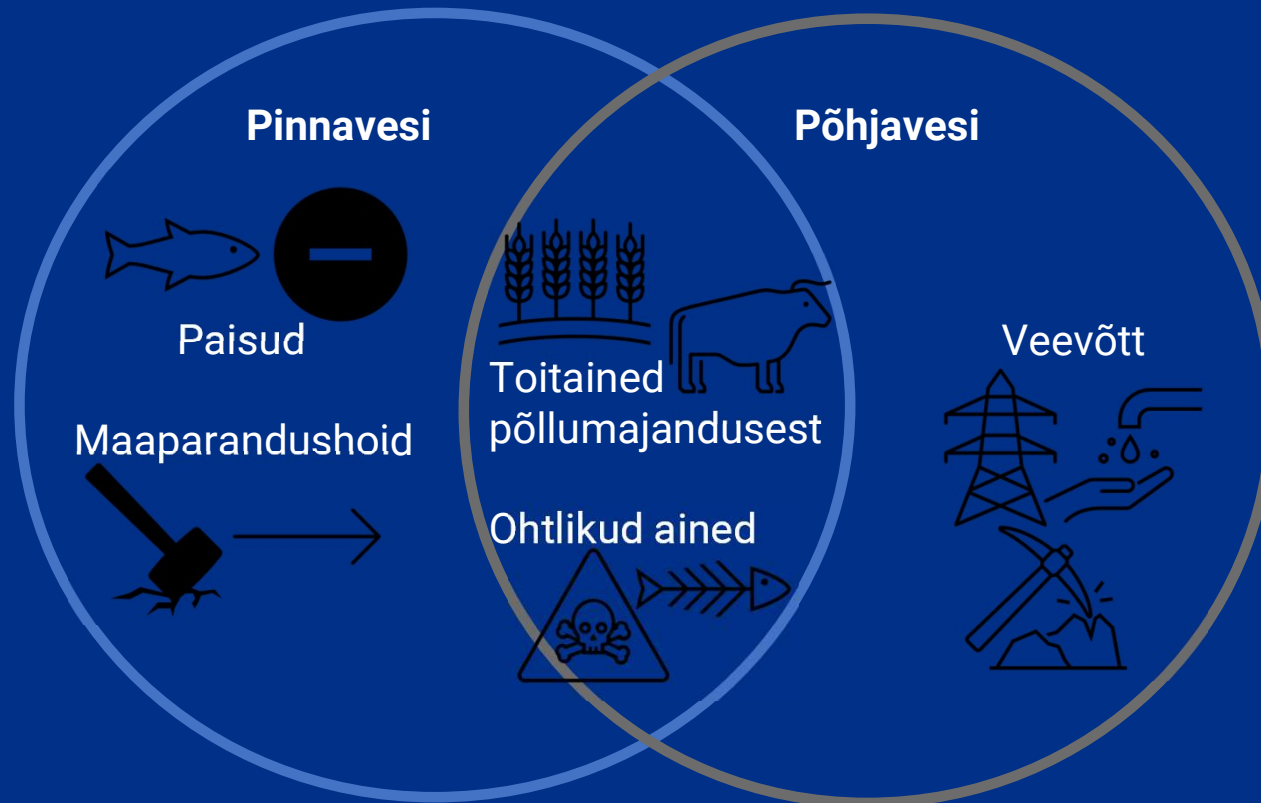 Pinnavesi
Põhjavesi
Paisud
Maaparandushoid
Toitained
põllumajandusest
Ohtlikud ained
Veevõtt